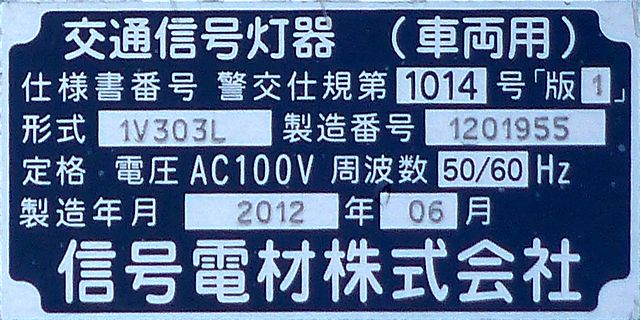 交通信号灯器 （車両用）
仕様書番号 警交仕規第 1014 号「版 1」
形式 1V303L 製造番号 1201955
定格 電圧 AC100V 周波数 50/60 Hz
製造年月 2012 年 06 月
信号電材株式会社